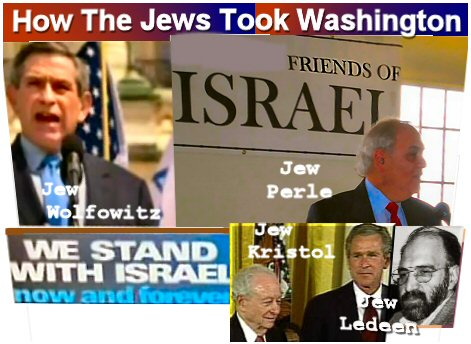 How The Jews Took Washington
FRIENDS OF
ISRAEL
Jew
Wolfowitz
Jew
Perle
WE STAND
WITH ISRAEL
now and forever
Jew
Kristol
Jew
Ledeen